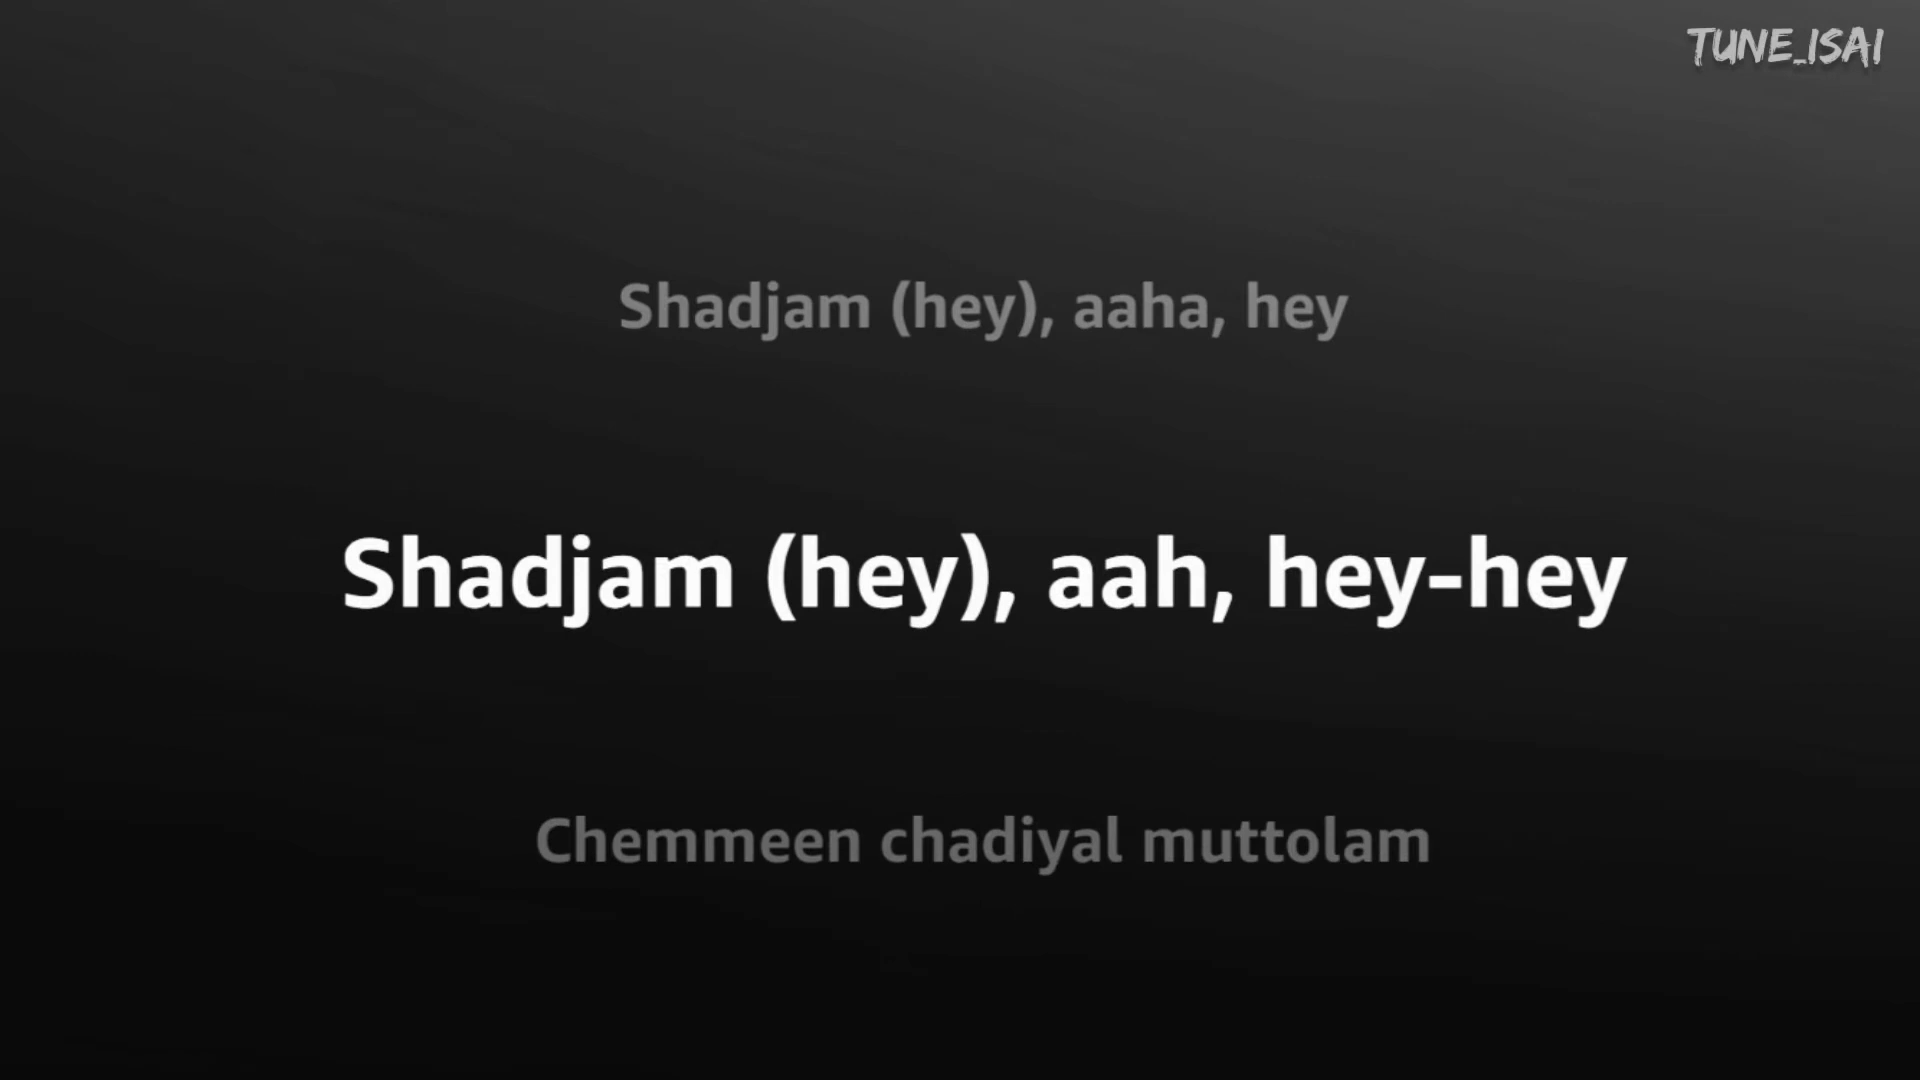 TUNE_ISAI
Shadjam (hey), aaha, hey
Shadjam (hey), aah, hey-hey
Chemmeen chadiyal muttolam